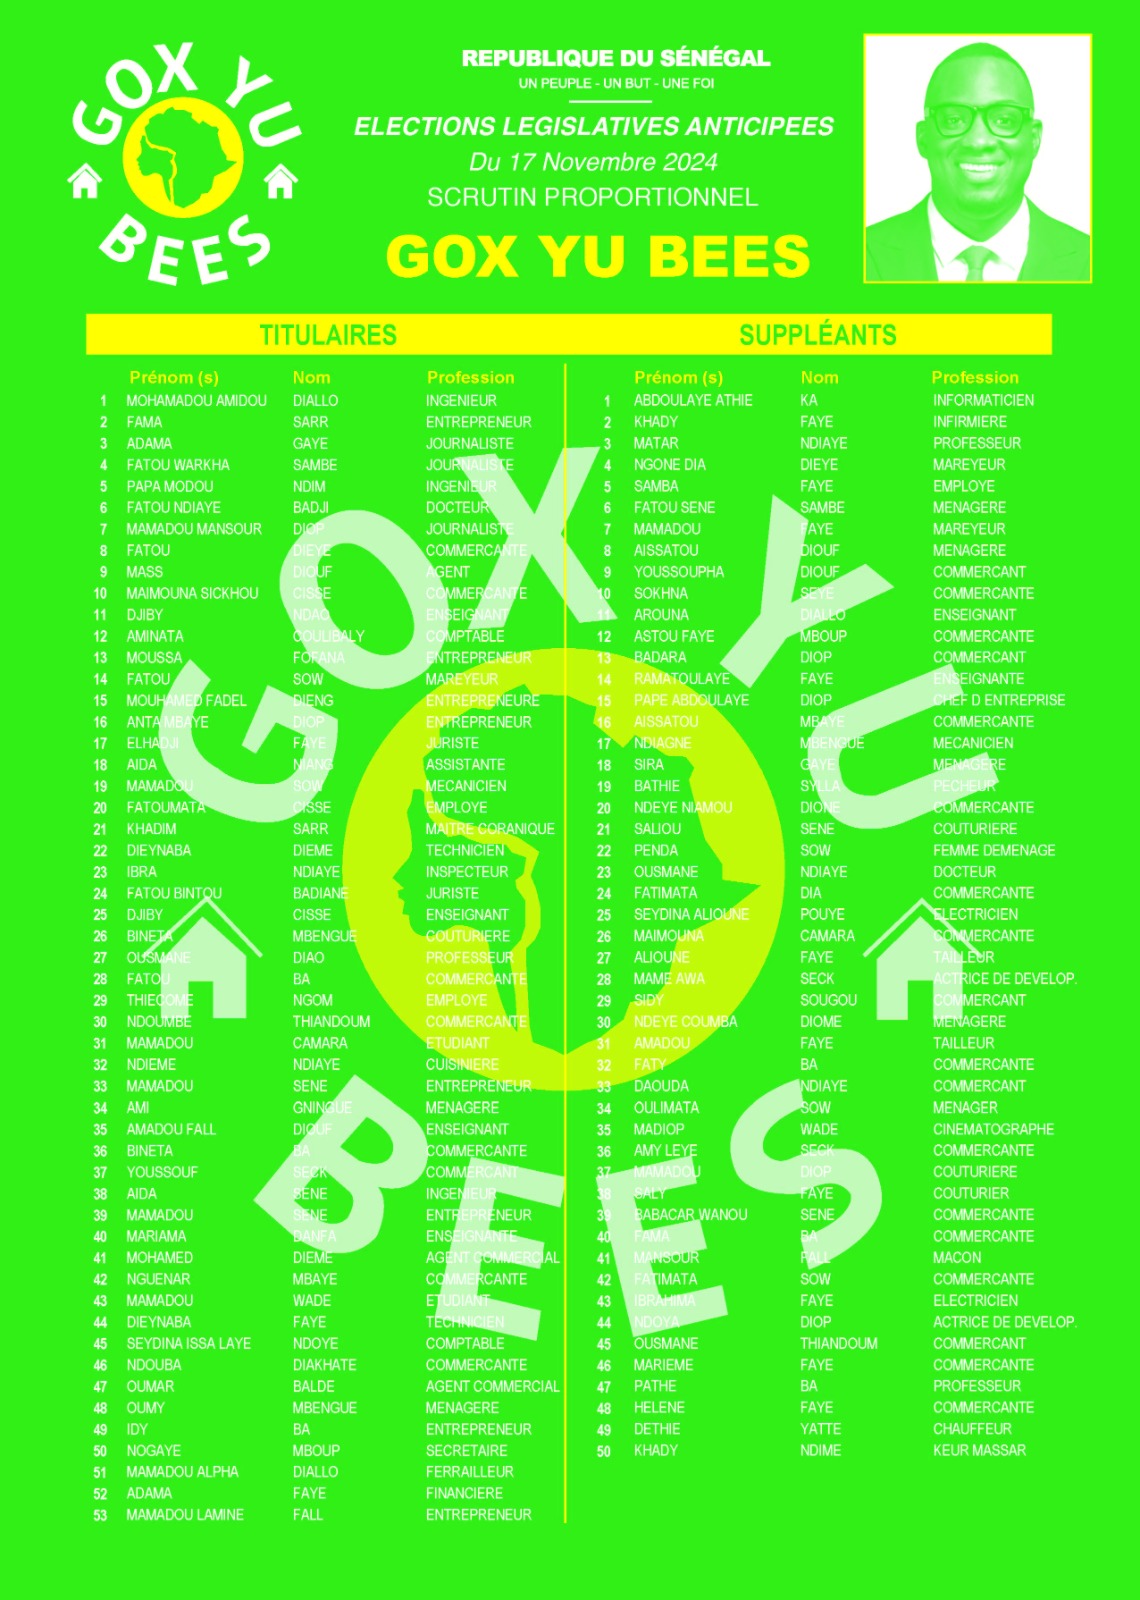 GOX YU BEES
REPUBLIQUE DU SÉNÉGAL
UN PEUPLE - UN BUT - UNE FOI
ELECTIONS LEGISLATIVES ANTICIPEES
Du 17 Novembre 2024
SCRUTIN PROPORTIONNEL
GOX YU BEES
TITULAIRES
Prénom (s) Nom Profession
1 MOHAMADOU AMIDOU DIALLO INGENIEUR
2 FAMA SARR ENTREPRENEUR
3 ADAMA GAYE JOURNALISTE
4 FATOU WARKHA SAMBE JOURNALISTE
5 PAPA MODOU NDIM INGENIEUR
6 FATOU NDIAYE BADJI DOCTEUR
7 MAMADOU MANSOUR DIOP JOURNALISTE
8 FATOU DIEYE COMMERCANTE
9 MASS DIOUF AGENT
10 MAIMOUNA SICKHOU CISSE COMMERCANTE
11 DJIBY NDAO ENSEIGNANT
12 AMINATA COULIBALY COMPTABLE
13 MOUSSA FOFANA ENTREPRENEUR
14 FATOU SOW MAREYEUR
15 MOUHAMED FADEL DIENG ENTREPRENEURE
16 ANTA MBAYE DIOP ENTREPRENEUR
17 ELHADJI FAYE JURISTE
18 AIDA NIANG ASSISTANTE
19 MAMADOU SOW MECANICIEN
20 FATOUMATA CISSE EMPLOYE
21 KHADIM SARR MAITRE CORANIQUE
22 DIEYNABA DIEME TECHNICIEN
23 IBRA NDIAYE INSPECTEUR
24 FATOU BINTOU BADIANE JURISTE
25 DJIBY CISSE ENSEIGNANT
26 BINETA MBENGUE COUTURIERE
27 OUSMANE DIAO PROFESSEUR
28 FATOU BA COMMERCANTE
29 THIECOME NGOM EMPLOYE
30 NDOUMBE THIANDOUM COMMERCANTE
31 MAMADOU CAMARA ETUDIANT
32 NDIEME NDIAYE CUISINIERE
33 MAMADOU SENE ENTREPRENEUR
34 AMI GNINGUE MENAGERE
35 AMADOU FALL DIOUF ENSEIGNANT
36 BINETA BA COMMERCANTE
37 YOUSSOUF SECK COMMERCANT
38 AIDA SENE INGENIEUR
39 MAMADOU SENE ENTREPRENEUR
40 MARIAMA DANFA ENSEIGNANTE
41 MOHAMED DIEME AGENT COMMERCIAL
42 NGUENAR MBAYE COMMERCANTE
43 MAMADOU WADE ETUDIANT
44 DIEYNABA FAYE TECHNICIEN
45 SEYDINA ISSA LAYE NDOYE COMPTABLE
46 NDOUBA DIAKHATE COMMERCANTE
47 OUMAR BALDE AGENT COMMERCIAL
48 OUMY MBENGUE MENAGERE
49 IDY BA ENTREPRENEUR
50 NOGAYE MBOUP SECRETAIRE
51 MAMADOU ALPHA DIALLO FERRAILLEUR
52 ADAMA FAYE FINANCIERE
53 MAMADOU LAMINE FALL ENTREPRENEUR
SUPPLÉANTS
Prénom (s) Nom Profession
1 ABDOULAYE ATHIE KA INFORMATICIEN
2 KHADY FAYE INFIRMIERE
3 MATAR NDIAYE PROFESSEUR
4 NGONE DIA DIEYE MAREYEUR
5 SAMBA FAYE EMPLOYE
6 FATOU SENE SAMBE MENAGERE
7 MAMADOU FAYE MAREYEUR
8 AISSATOU DIOUF MENAGERE
9 YOUSSOUPHA DIOUF COMMERCANT
10 SOKHNA SEYE COMMERCANTE
11 AROUNA DIALLO ENSEIGNANT
12 ASTOU FAYE MBOUP COMMERCANTE
13 BADARA DIOP COMMERCANT
14 RAMATOULAYE FAYE ENSEIGNANTE
15 PAPE ABDOULAYE DIOP CHEF D ENTREPRISE
16 AISSATOU MBAYE COMMERCANTE
17 NDIAGNE MBENGUE MECANICIEN
18 SIRA GAYE MENAGERE
19 BATHIE SYLLA PECHEUR
20 NDEYE NIAMOU DIONE COMMERCANTE
21 SALIOU SENE COUTURIERE
22 PENDA SOW FEMME DEMENAGE
23 OUSMANE NDIAYE DOCTEUR
24 FATIMATA DIA COMMERCANTE
25 SEYDINA ALIOUNE POUYE ELECTRICIEN
26 MAIMOUNA CAMARA COMMERCANTE
27 ALIOUNE FAYE TAILLEUR
28 MAME AWA SECK ACTRICE DE DEVELOP.
29 SIDY SOUGOU COMMERCANT
30 NDEYE COUMBA DIOME MENAGERE
31 AMADOU FAYE TAILLEUR
32 FATY BA COMMERCANTE
33 DAOUDA NDIAYE COMMERCANT
34 OULIMATA SOW MENAGER
35 MADIOP WADE CINEMATOGRAPHE
36 AMY LEYE SECK COMMERCANTE
37 MAMADOU DIOP COUTURIERE
38 SALY FAYE COUTURIER
39 BABACAR WANOU SENE COMMERCANTE
40 FAMA BA COMMERCANTE
41 MANSOUR FALL MACON
42 FATIMATA SOW COMMERCANTE
43 IBRAHIMA FAYE ELECTRICIEN
44 NDOYA DIOP ACTRICE DE DEVELOP.
45 OUSMANE THIANDOUM COMMERCANT
46 MARIEME FAYE COMMERCANTE
47 PATHE BA PROFESSEUR
48 HELENE FAYE COMMERCANTE
49 DETHIE YATTE CHAUFFEUR
50 KHADY NDIME KEUR MASSAR
GOX YU BEES